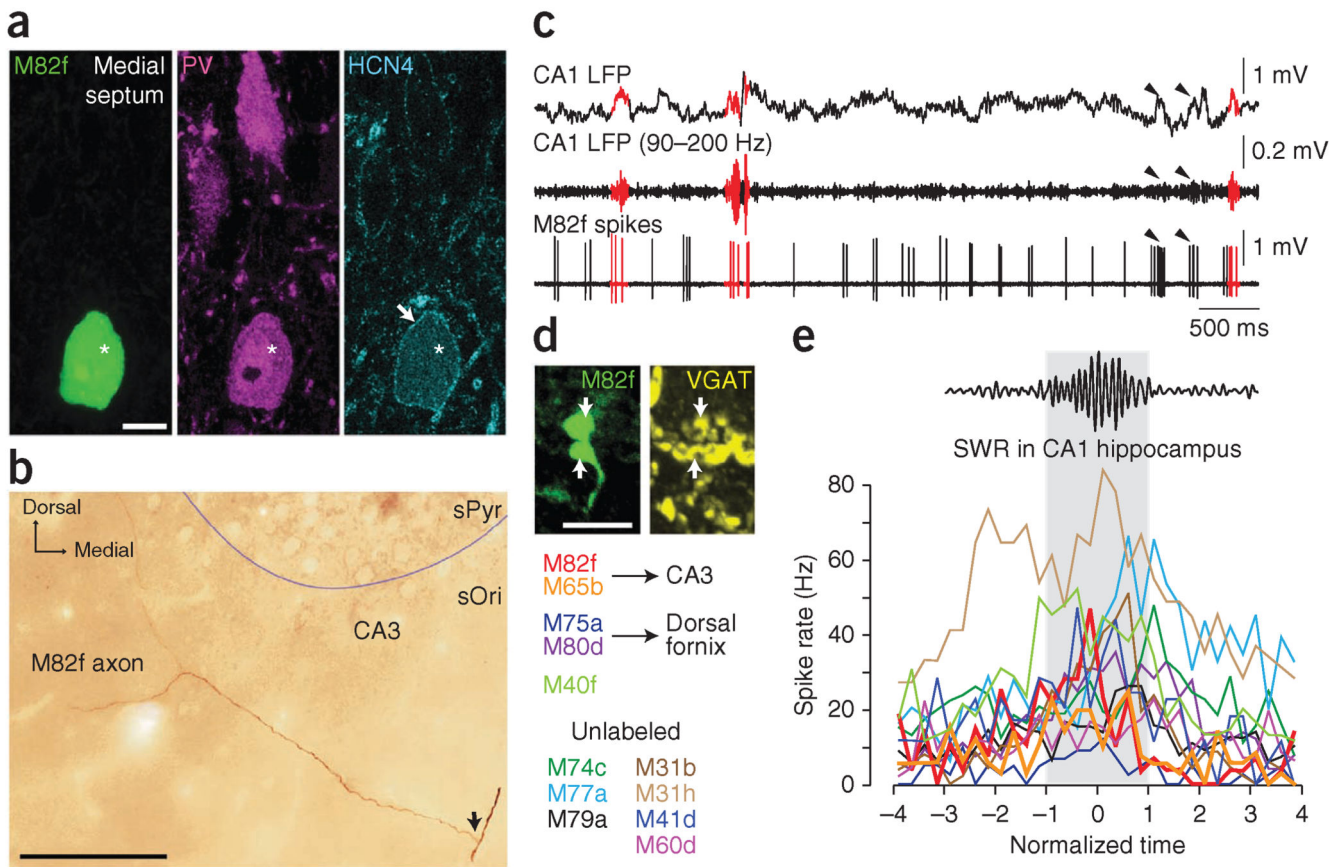 a
M82f
Medial
septum
PV
HCN4
*
*
*
b
Dorsal
Medial
sPyr
sOri
CA3
M82f axon
c
CA1 LFP
1 mV
CA1 LFP (90–200 Hz)
0.2 mV
M82f spikes
1 mV
500 ms
d
M82f
VGAT
M82f
M65b
CA3
M75a
M80d
Dorsal
fornix
M40f
Unlabeled
M74c
M77a
M79a
M31b
M31h
M41d
M60d
e
SWR in CA1 hippocampus
Spike rate (Hz)
80
60
40
20
0
–4 –3 –2 –1 0 1 2 3 4
Normalized time